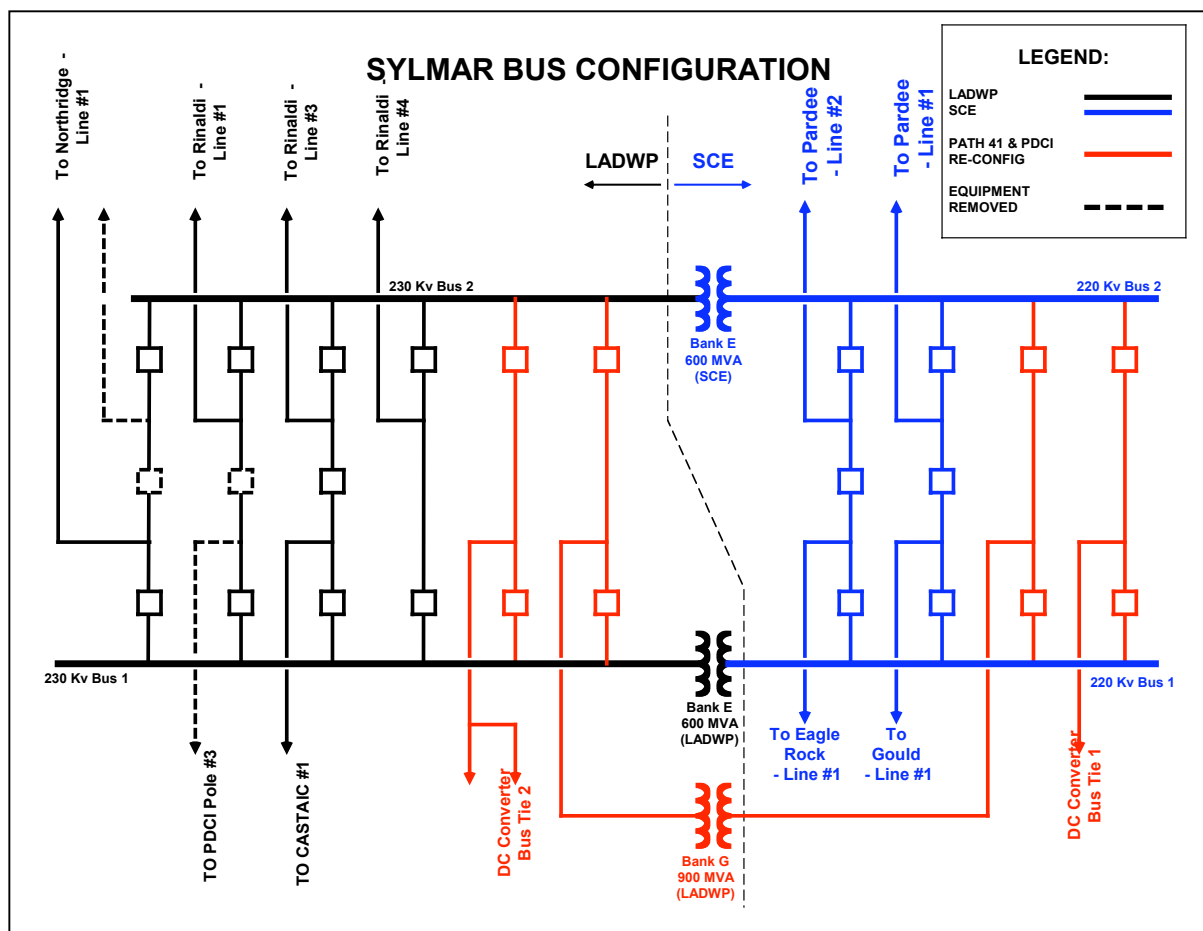 SYLMAR BUS CONFIGURATION
LEGEND:
LADWP
SCE
PATH 41 & PDCI
RE-CONFIG
EQUIPMENT
REMOVED
To Northridge -
Line #1
To Rinaldi -
Line #1
To Rinaldi -
Line #3
To Rinaldi -
Line #4
LADWP
SCE
To Pardee
- Line #2
To Pardee
- Line #1
230 Kv Bus 2
220 Kv Bus 2
Bank E
600 MVA
(SCE)
230 Kv Bus 1
220 Kv Bus 1
Bank E
600 MVA
(LADWP)
To Eagle
Rock
- Line #1
To
Gould
- Line #1
TO PDCI Pole #3
TO CASTAIC #1
DC Converter
Bus Tie 2
DC Converter
Bus Tie 1
Bank G
900 MVA
(LADWP)